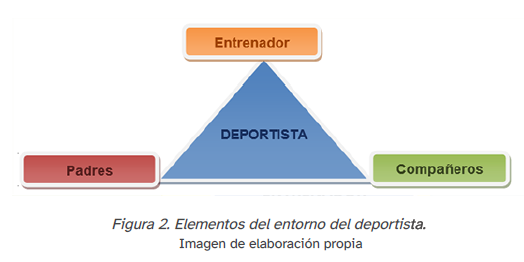 Entrenador
DEPORTISTA
Padres
Compañeros
Figura 2. Elementos del entorno del deportista.
Imagen de elaboración propia